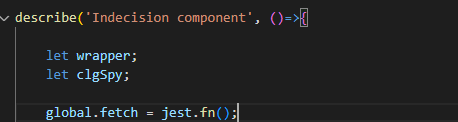 describe('Indecision component', ()=>{
let wrapper;
let clgSpy;
global.fetch = jest.fn();